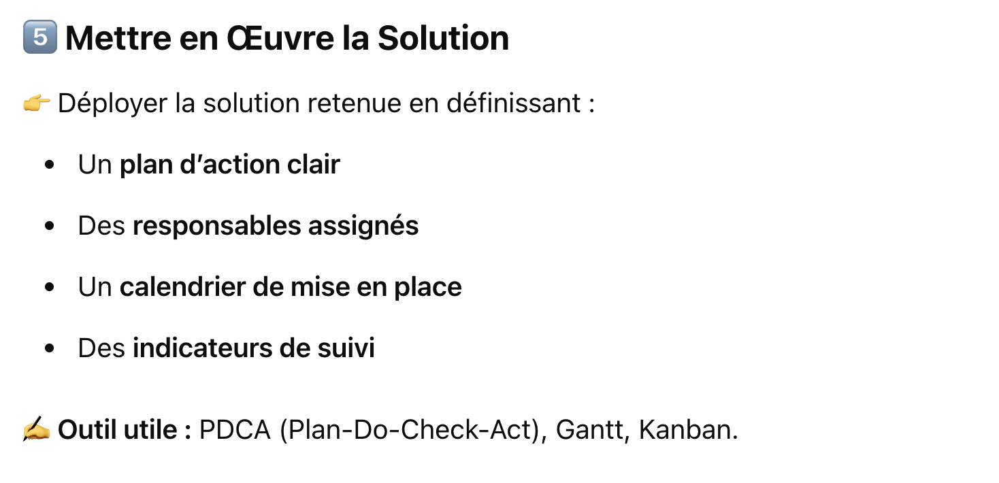 5️⃣ Mettre en Œuvre la Solution
👉 Déployer la solution retenue en définissant :
• Un plan d’action clair
• Des responsables assignés
• Un calendrier de mise en place
• Des indicateurs de suivi
✍️ Outil utile : PDCA (Plan-Do-Check-Act), Gantt, Kanban.